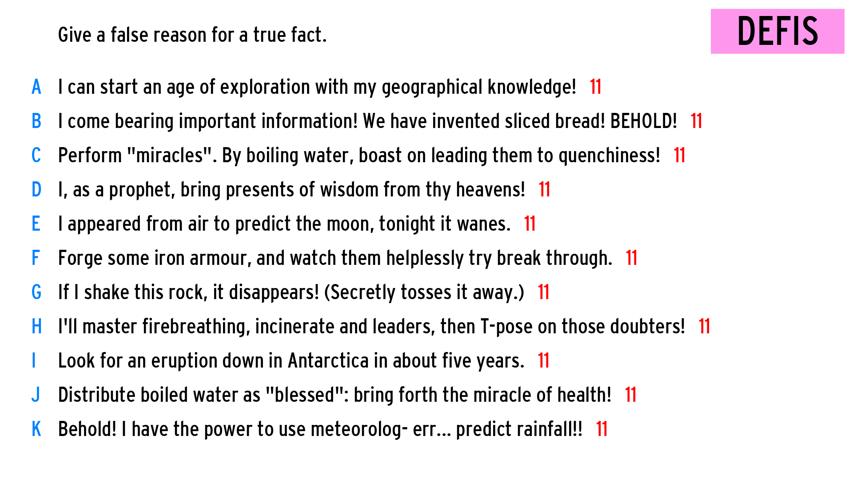 Give a false reason for a true fact.
DEFIS
A I can start an age of exploration with my geographical knowledge! 11
B I come bearing important information! We have invented sliced bread! BEHOLD! 11
C Perform "miracles". By boiling water, boast on leading them to quenchiness! 11
D I, as a prophet, bring presents of wisdom from thy heavens! 11
E I appeared from air to predict the moon, tonight it wanes. 11
F Forge some iron armour, and watch them helplessly try break through. 11
G If I shake this rock, it disappears! (Secretly tosses it away.) 11
H I'll master firebreathing, incinerate and leaders, then T-pose on those doubters! 11
I Look for an eruption down in Antarctica in about five years. 11
J Distribute boiled water as "blessed": bring forth the miracle of health! 11
K Behold! I have the power to use meteorolog- err... predict rainfall!! 11